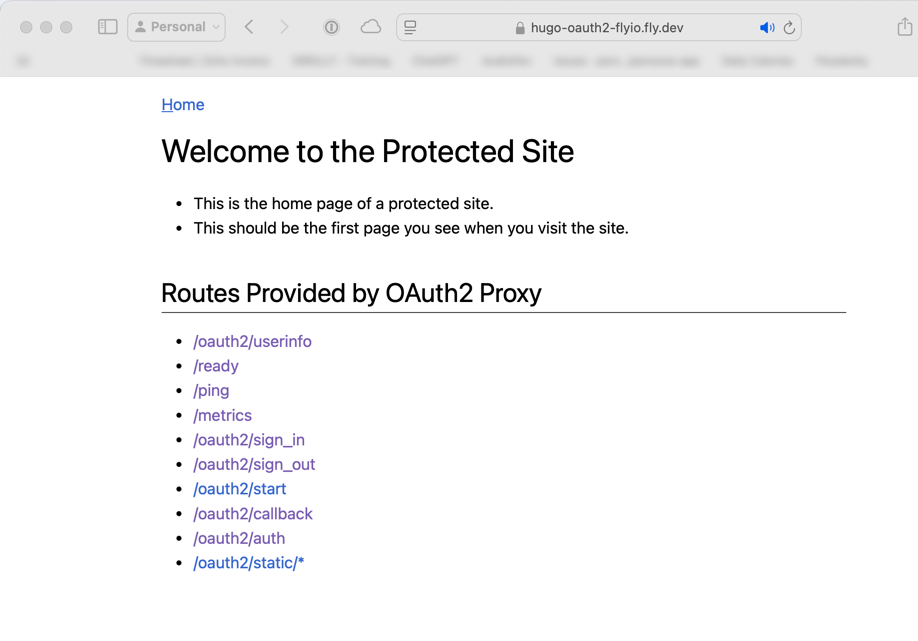 Personal
hugo-oauth2-flyio.fly.dev
Home
Welcome to the Protected Site
This is the home page of a protected site.
This should be the first page you see when you visit the site.
Routes Provided by OAuth2 Proxy
/oauth2/userinfo
/ready
/ping
/metrics
/oauth2/sign_in
/oauth2/sign_out
/oauth2/start
/oauth2/callback
/oauth2/auth
/oauth2/static/*